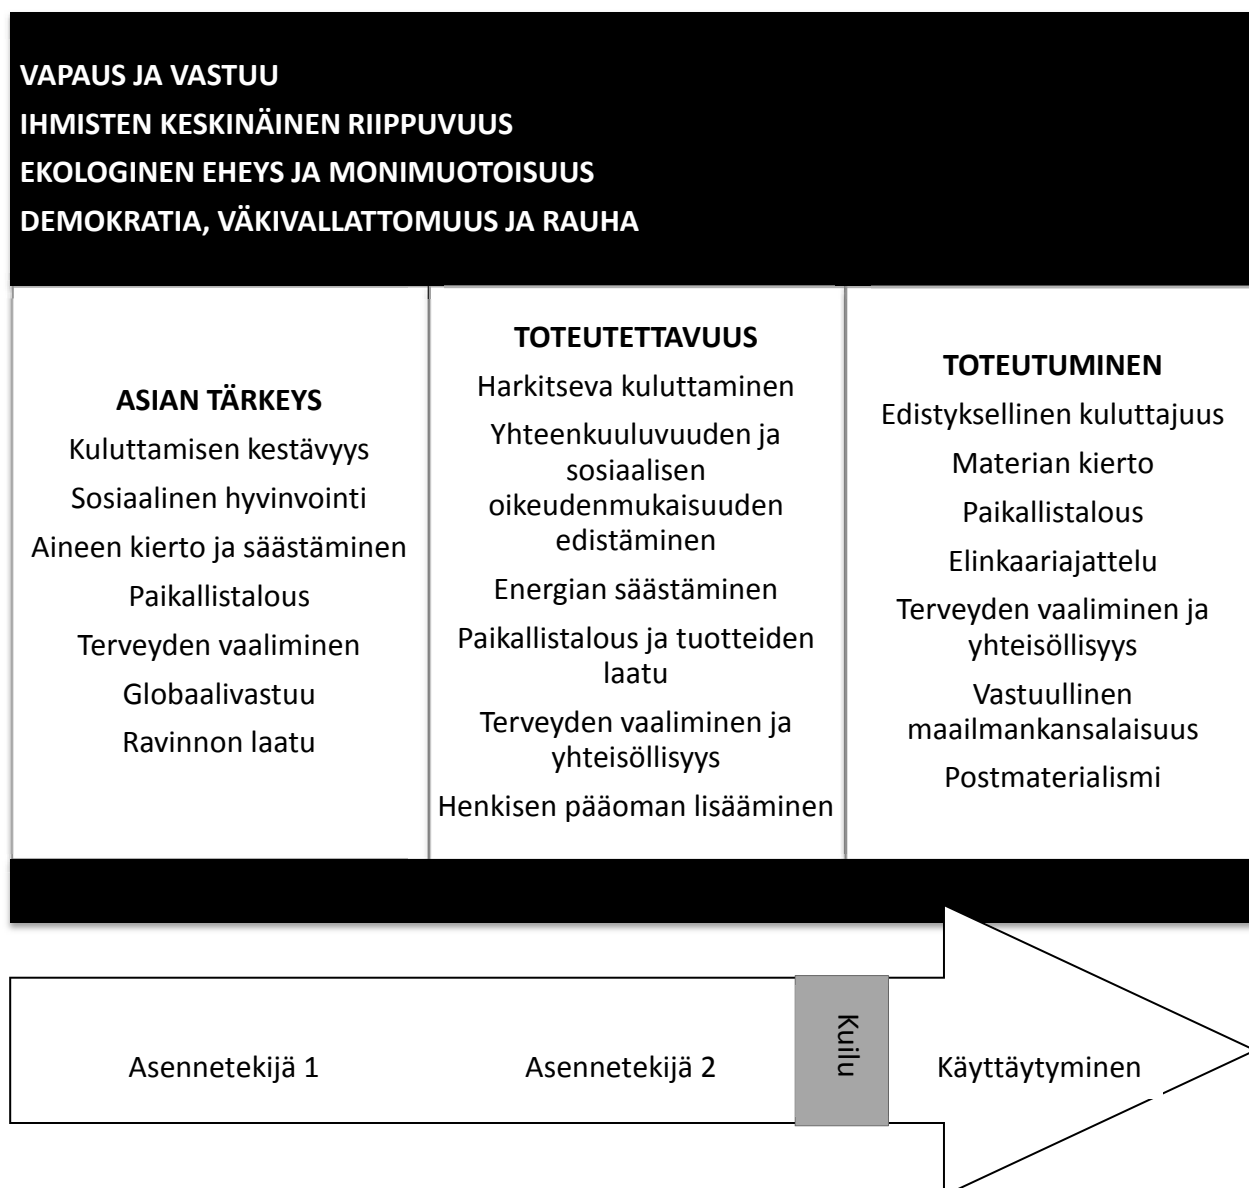 VAPAUS JA VASTUU
IHMISTEN KESKINÄINEN RIIPPUVUUS
EKOLOGINEN EHEYS JA MONIMUOTOISUUS
DEMOKRATIA, VÄKIVALLATTOMUUS JA RAUHA
ASIAN TÄRKEYS
Kuluttamisen kestävyys
Sosiaalinen hyvinvointi
Aineen kierto ja säästäminen
Paikallistalous
Terveyden vaaliminen
Globaalivastuu
Ravinnon laatu
TOTEUTETTAVUUS
Harkitseva kuluttaminen
Yhteenkuuluvuuden ja
sosiaalisen
oikeudenmukaisuuden
edistäminen
Energian säästäminen
Paikallistalous ja tuotteiden
laatu
Terveyden vaaliminen ja
yhteisöllisyys
Henkisen pääoman lisääminen
TOTEUTUMINEN
Edistyksellinen kuluttajuus
Materian kierto
Paikallistalous
Elinkaariajattelu
Terveyden vaaliminen ja
yhteisöllisyys
Vastuullinen
maailmankansalaisuus
Postmaterialismi
Asennetekijä 1
Asennetekijä 2
Kuilu
Käyttäytyminen